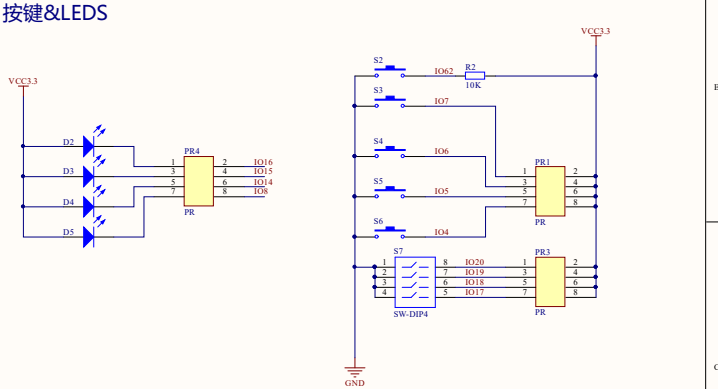 按键&LEDS
VCC3.3
D2
D3
D4
D5
PR4
1 2 IO16
3 4 IO15
5 6 IO14
7 8 IO8
PR
VCC3.3
S2
IO62
R2
10K
S3
IO7
S4
IO6
S5
IO5
S6
IO4
PR1
1 2
3 4
5 6
7 8
PR
S7
1 8 IO20
2 7 IO19
3 6 IO18
4 5 IO17
SW-DIP4
PR3
1 2
3 4
5 6
7 8
PR
GND